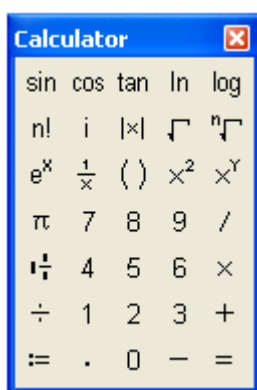 Calculator
sin cos tan ln log
n! i |×| √ ⁿ√
eˣ 1/x ( ) x² xʸ
π 7 8 9 /
4 5 6 ×
÷ 1 2 3 +
:= . 0 − =